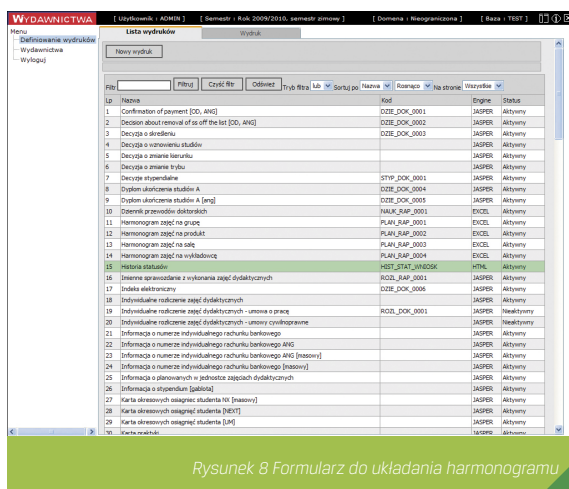 WYDAWNICTWA [ Użytkownik : ADMIN ] [ Semestr : Rok 2009/2010, semestr zimowy ] [ Domena : Nieograniczona ] [ Baza : TEST ]
Menu
Definiowanie wydruków
Wydawnictwa
Wyloguj
Lista wydruków Wydruk
Nowy wydruk
Filtr Filtruj Czyść filtr Odśwież Tryb filtra lub Sortuj po Nazwa Rosnąco Na stronie Wszystkie
Lp Nazwa Kod Engine Status
1 Confirmation of payment [OD, ANG] DZIE_DOK_0001 JASPER Aktywny
2 Decision about removal of ss off the list [OD, ANG] DZIE_DOK_0002 JASPER Aktywny
3 Decyzja o skreśleniu DZIE_DOK_0003 JASPER Aktywny
4 Decyzja o wznowieniu studiów JASPER Aktywny
5 Decyzja o zmianie kierunku JASPER Aktywny
6 Decyzja o zmianie trybu JASPER Aktywny
7 Decyzje stypendialne STYP_DOK_0001 JASPER Aktywny
8 Dyplom ukończenia studiów A DZIE_DOK_0004 JASPER Aktywny
9 Dyplom ukończenia studiów A [ang] DZIE_DOK_0005 JASPER Aktywny
10 Dziennik przewodów doktorskich NAUK_RAP_0001 EXCEL Aktywny
11 Harmonogram zajęć na grupę PLAN_RAP_0001 EXCEL Aktywny
12 Harmonogram zajęć na produkt PLAN_RAP_0002 EXCEL Aktywny
13 Harmonogram zajęć na salę PLAN_RAP_0003 EXCEL Aktywny
14 Harmonogram zajęć na wykładowcę PLAN_RAP_0004 EXCEL Aktywny
15 Historia statusów HIST_STAT_WNIOSK HTML Aktywny
16 Imienne sprawozdanie z wykonania zajęć dydaktycznych ROZL_RAP_0001 JASPER Aktywny
17 Indeks elektroniczny DZIE_DOK_0006 JASPER Aktywny
18 Indywidualne rozliczenie zajęć dydaktycznych JASPER Aktywny
19 Indywidualne rozliczenie zajęć dydaktycznych - umowa o pracę ROZL_DOK_0001 JASPER Nieaktywny
20 Indywidualne rozliczenie zajęć dydaktycznych - umowy cywilnoprawne JASPER Nieaktywny
21 Informacja o numerze indywidualnego rachunku bankowego JASPER Aktywny
22 Informacja o numerze indywidualnego rachunku bankowego ANG JASPER Aktywny
23 Informacja o numerze indywidualnego rachunku bankowego ANG [masowy] JASPER Aktywny
24 Informacja o numerze indywidualnego rachunku bankowego [masowy] JASPER Aktywny
25 Informacja o planowanych w jednostce zajęciach dydaktycznych JASPER Aktywny
26 Informacja o stypendium [gablota] JASPER Aktywny
27 Karta okresowych osiagniec studenta NX [masowy] JASPER Aktywny
28 Karta okresowych osiągnięć studenta [NEXT] JASPER Aktywny
29 Karta okresowych osiągnięć studenta [UM] JASPER Aktywny
30 Karta praktyki JASPER Aktywny
Rysunek 8 Formularz do układania harmonogramu